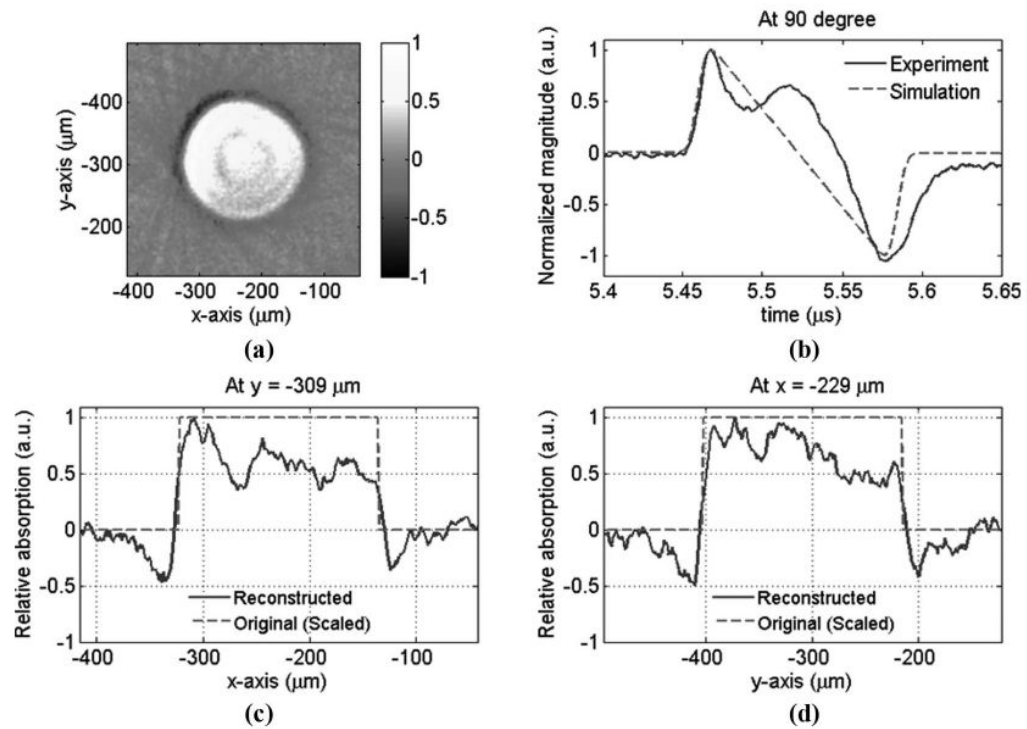 At 90 degree
Normalized magnitude (a.u.)
1
0.5
0
-0.5
-1
Experiment
Simulation
5.4 5.45 5.5 5.55 5.6 5.65
time (μs)
(b)
y-axis (μm)
-400
-300
-200
1
0.5
0
-0.5
-1
-400 -300 -200 -100
x-axis (μm)
(a)
At y = -309 μm
Relative absorption (a.u.)
1
0.5
0
-0.5
-1
Reconstructed
Original (Scaled)
-400 -300 -200 -100
x-axis (μm)
(c)
At x = -229 μm
Relative absorption (a.u.)
1
0.5
0
-0.5
-1
Reconstructed
Original (Scaled)
-400 -300 -200
y-axis (μm)
(d)